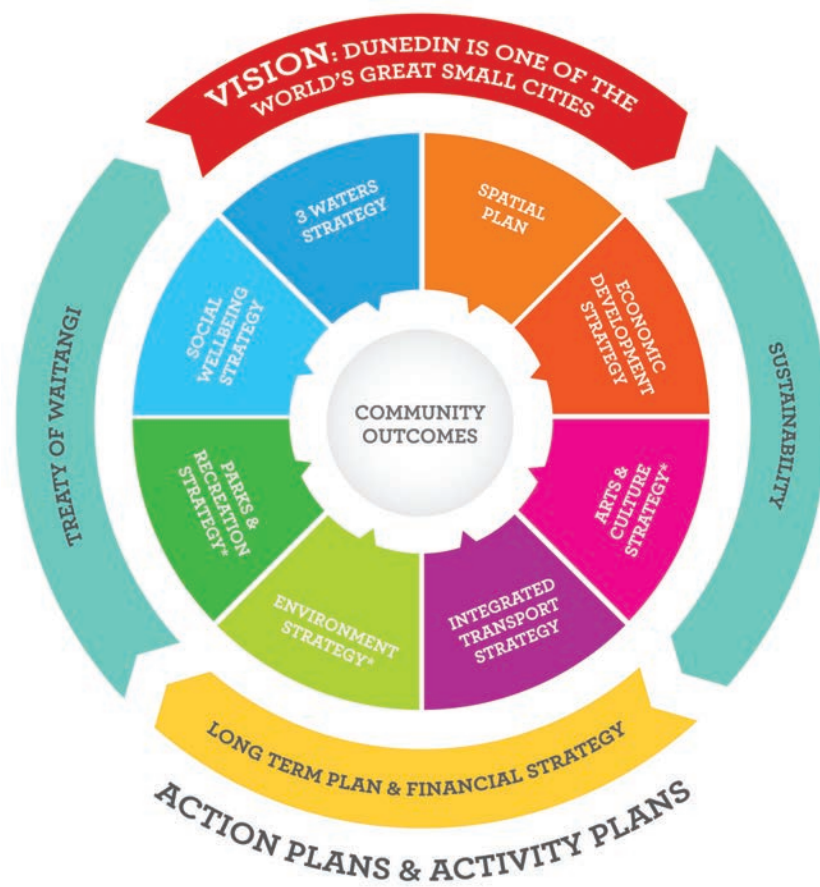 VISION: DUNEDIN IS ONE OF THE
WORLD'S GREAT SMALL CITIES
3 WATERS
STRATEGY
SPATIAL
PLAN
ECONOMIC
DEVELOPMENT
STRATEGY
ARTS &
CULTURE
STRATEGY*
INTEGRATED
TRANSPORT
STRATEGY
ENVIRONMENT
STRATEGY*
PARKS &
RECREATION
STRATEGY*
SOCIAL
WELLBEING
STRATEGY
COMMUNITY
OUTCOMES
TREATY OF WAITANGI
SUSTAINABILITY
LONG TERM PLAN & FINANCIAL STRATEGY
ACTION PLANS & ACTIVITY PLANS